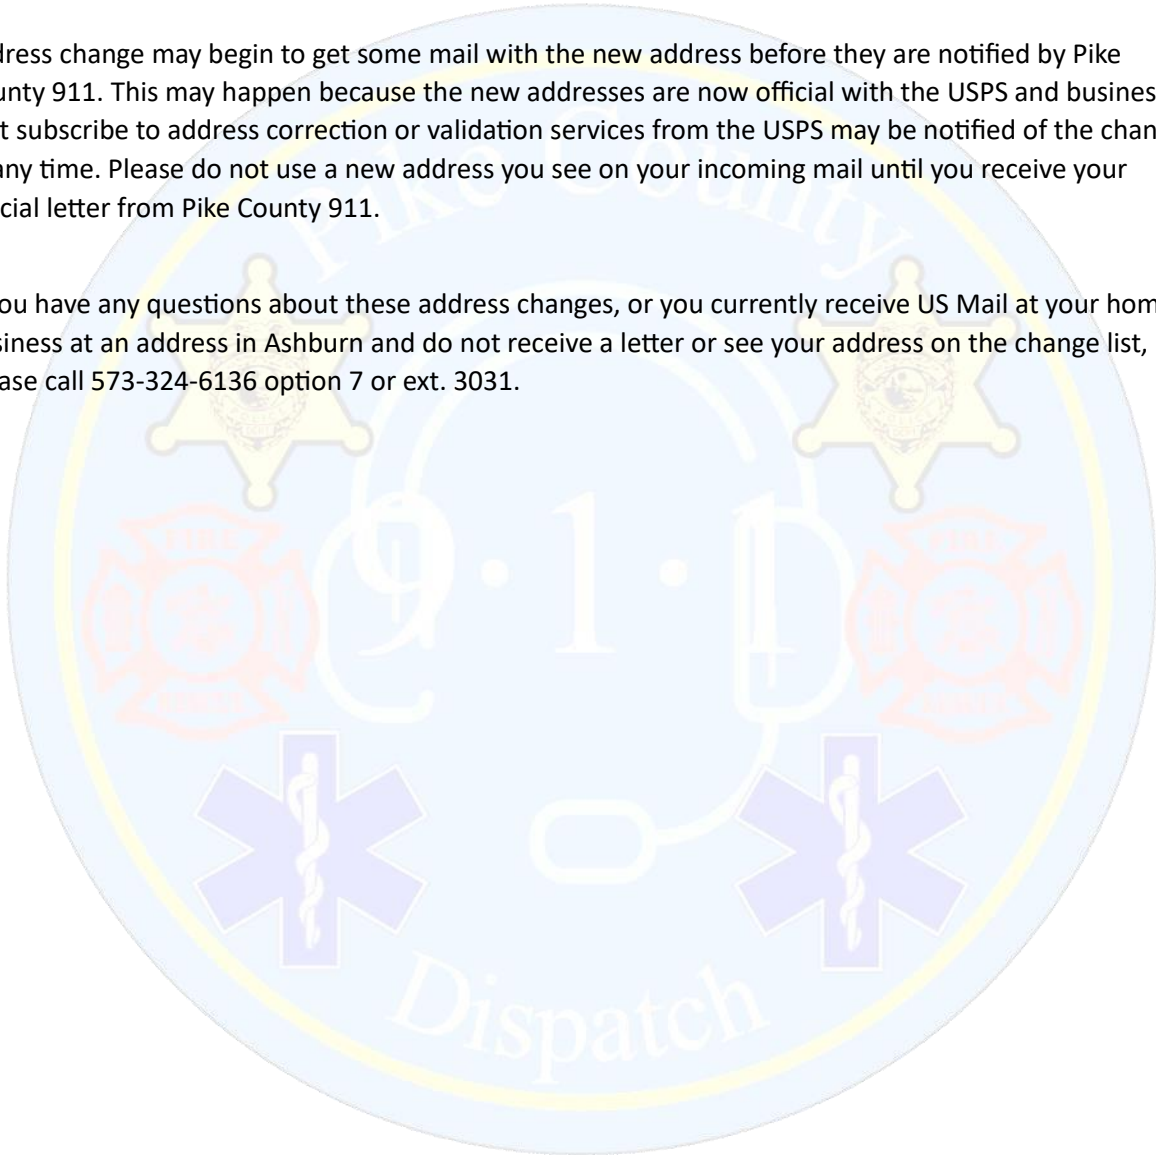 dress change may begin to get some mail with the new address before they are notified by Pike
unty 911. This may happen because the new addresses are now official with the USPS and busines
t subscribe to address correction or validation services from the USPS may be notified of the chan
any time. Please do not use a new address you see on your incoming mail until you receive your
cial letter from Pike County 911.
ou have any questions about these address changes, or you currently receive US Mail at your hom
siness at an address in Ashburn and do not receive a letter or see your address on the change list,
ase call 573-324-6136 option 7 or ext. 3031.
Pike County
POLICE
POLICE
9·1·1
FIRE
FIRE
Dispatch